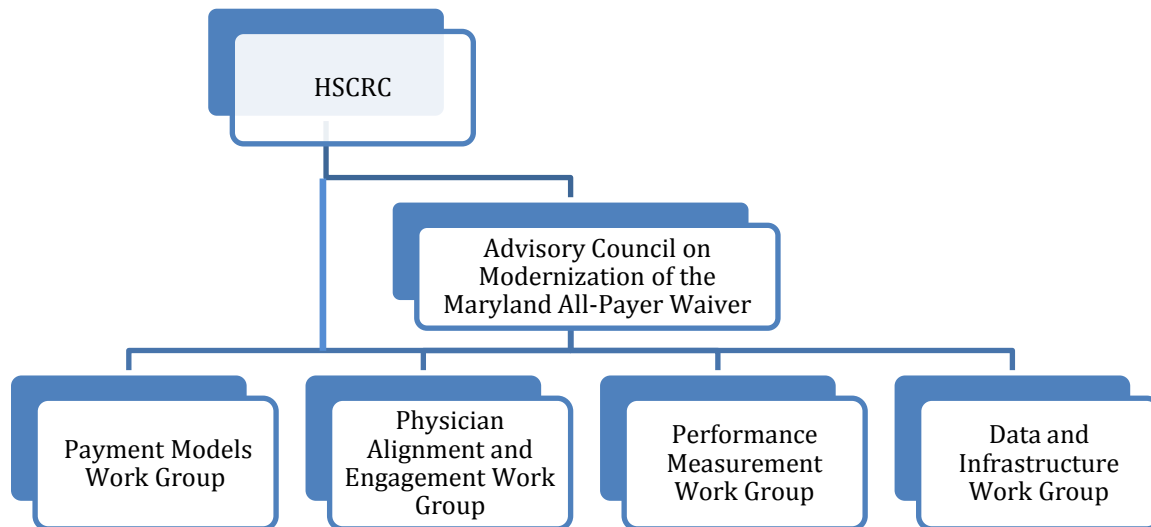 HSCRC
Advisory Council on
Modernization of the
Maryland All-Payer Waiver
Payment Models
Work Group
Physician
Alignment and
Engagement Work
Group
Performance
Measurement
Work Group
Data and
Infrastructure
Work Group